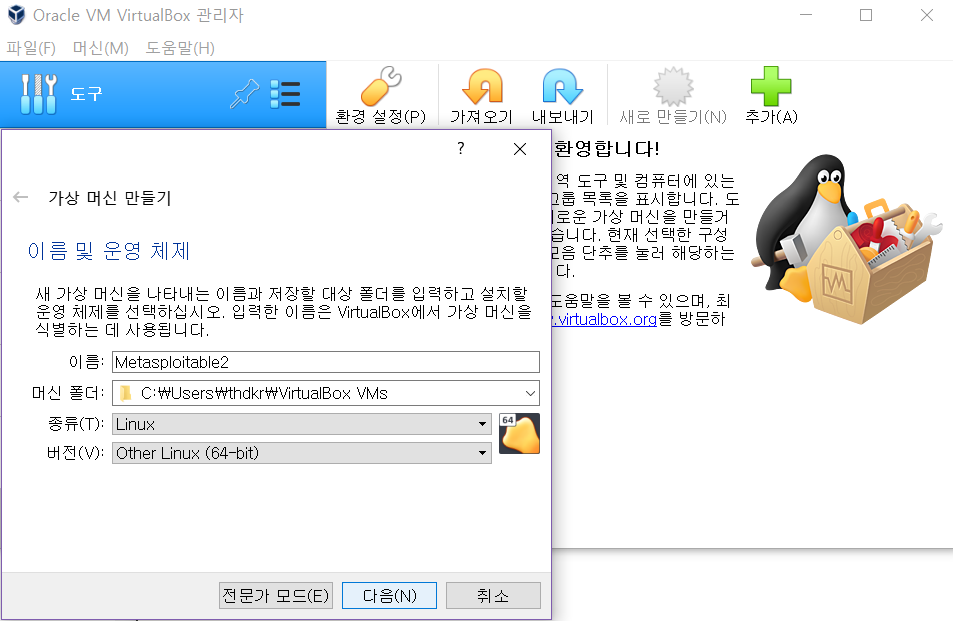 Oracle VM VirtualBox 관리자
파일(F) 머신(M) 도움말(H)
도구
환경 설정(P) 가져오기 내보내기 새로 만들기(N) 추가(A)
환영합니다!
역 도구 및 컴퓨터에 있는
그룹 목록을 표시합니다. 도
로운 가상 머신을 만들거
습니다. 현재 선택한 구성
모음 단추를 눌러 해당하는
다.
도움말을 볼 수 있으며, 최
.virtualbox.org를 방문하
?
가상 머신 만들기
이름 및 운영 체제
새 가상 머신을 나타내는 이름과 저장할 대상 폴더를 입력하고 설치할
운영 체제를 선택하십시오. 입력한 이름은 VirtualBox에서 가상 머신을
식별하는 데 사용됩니다.
이름: Metasploitable2
머신 폴더: C:₩Users₩thdkr₩VirtualBox VMs
종류(T): Linux
64
버전(V): Other Linux (64-bit)
전문가 모드(E) 다음(N) 취소